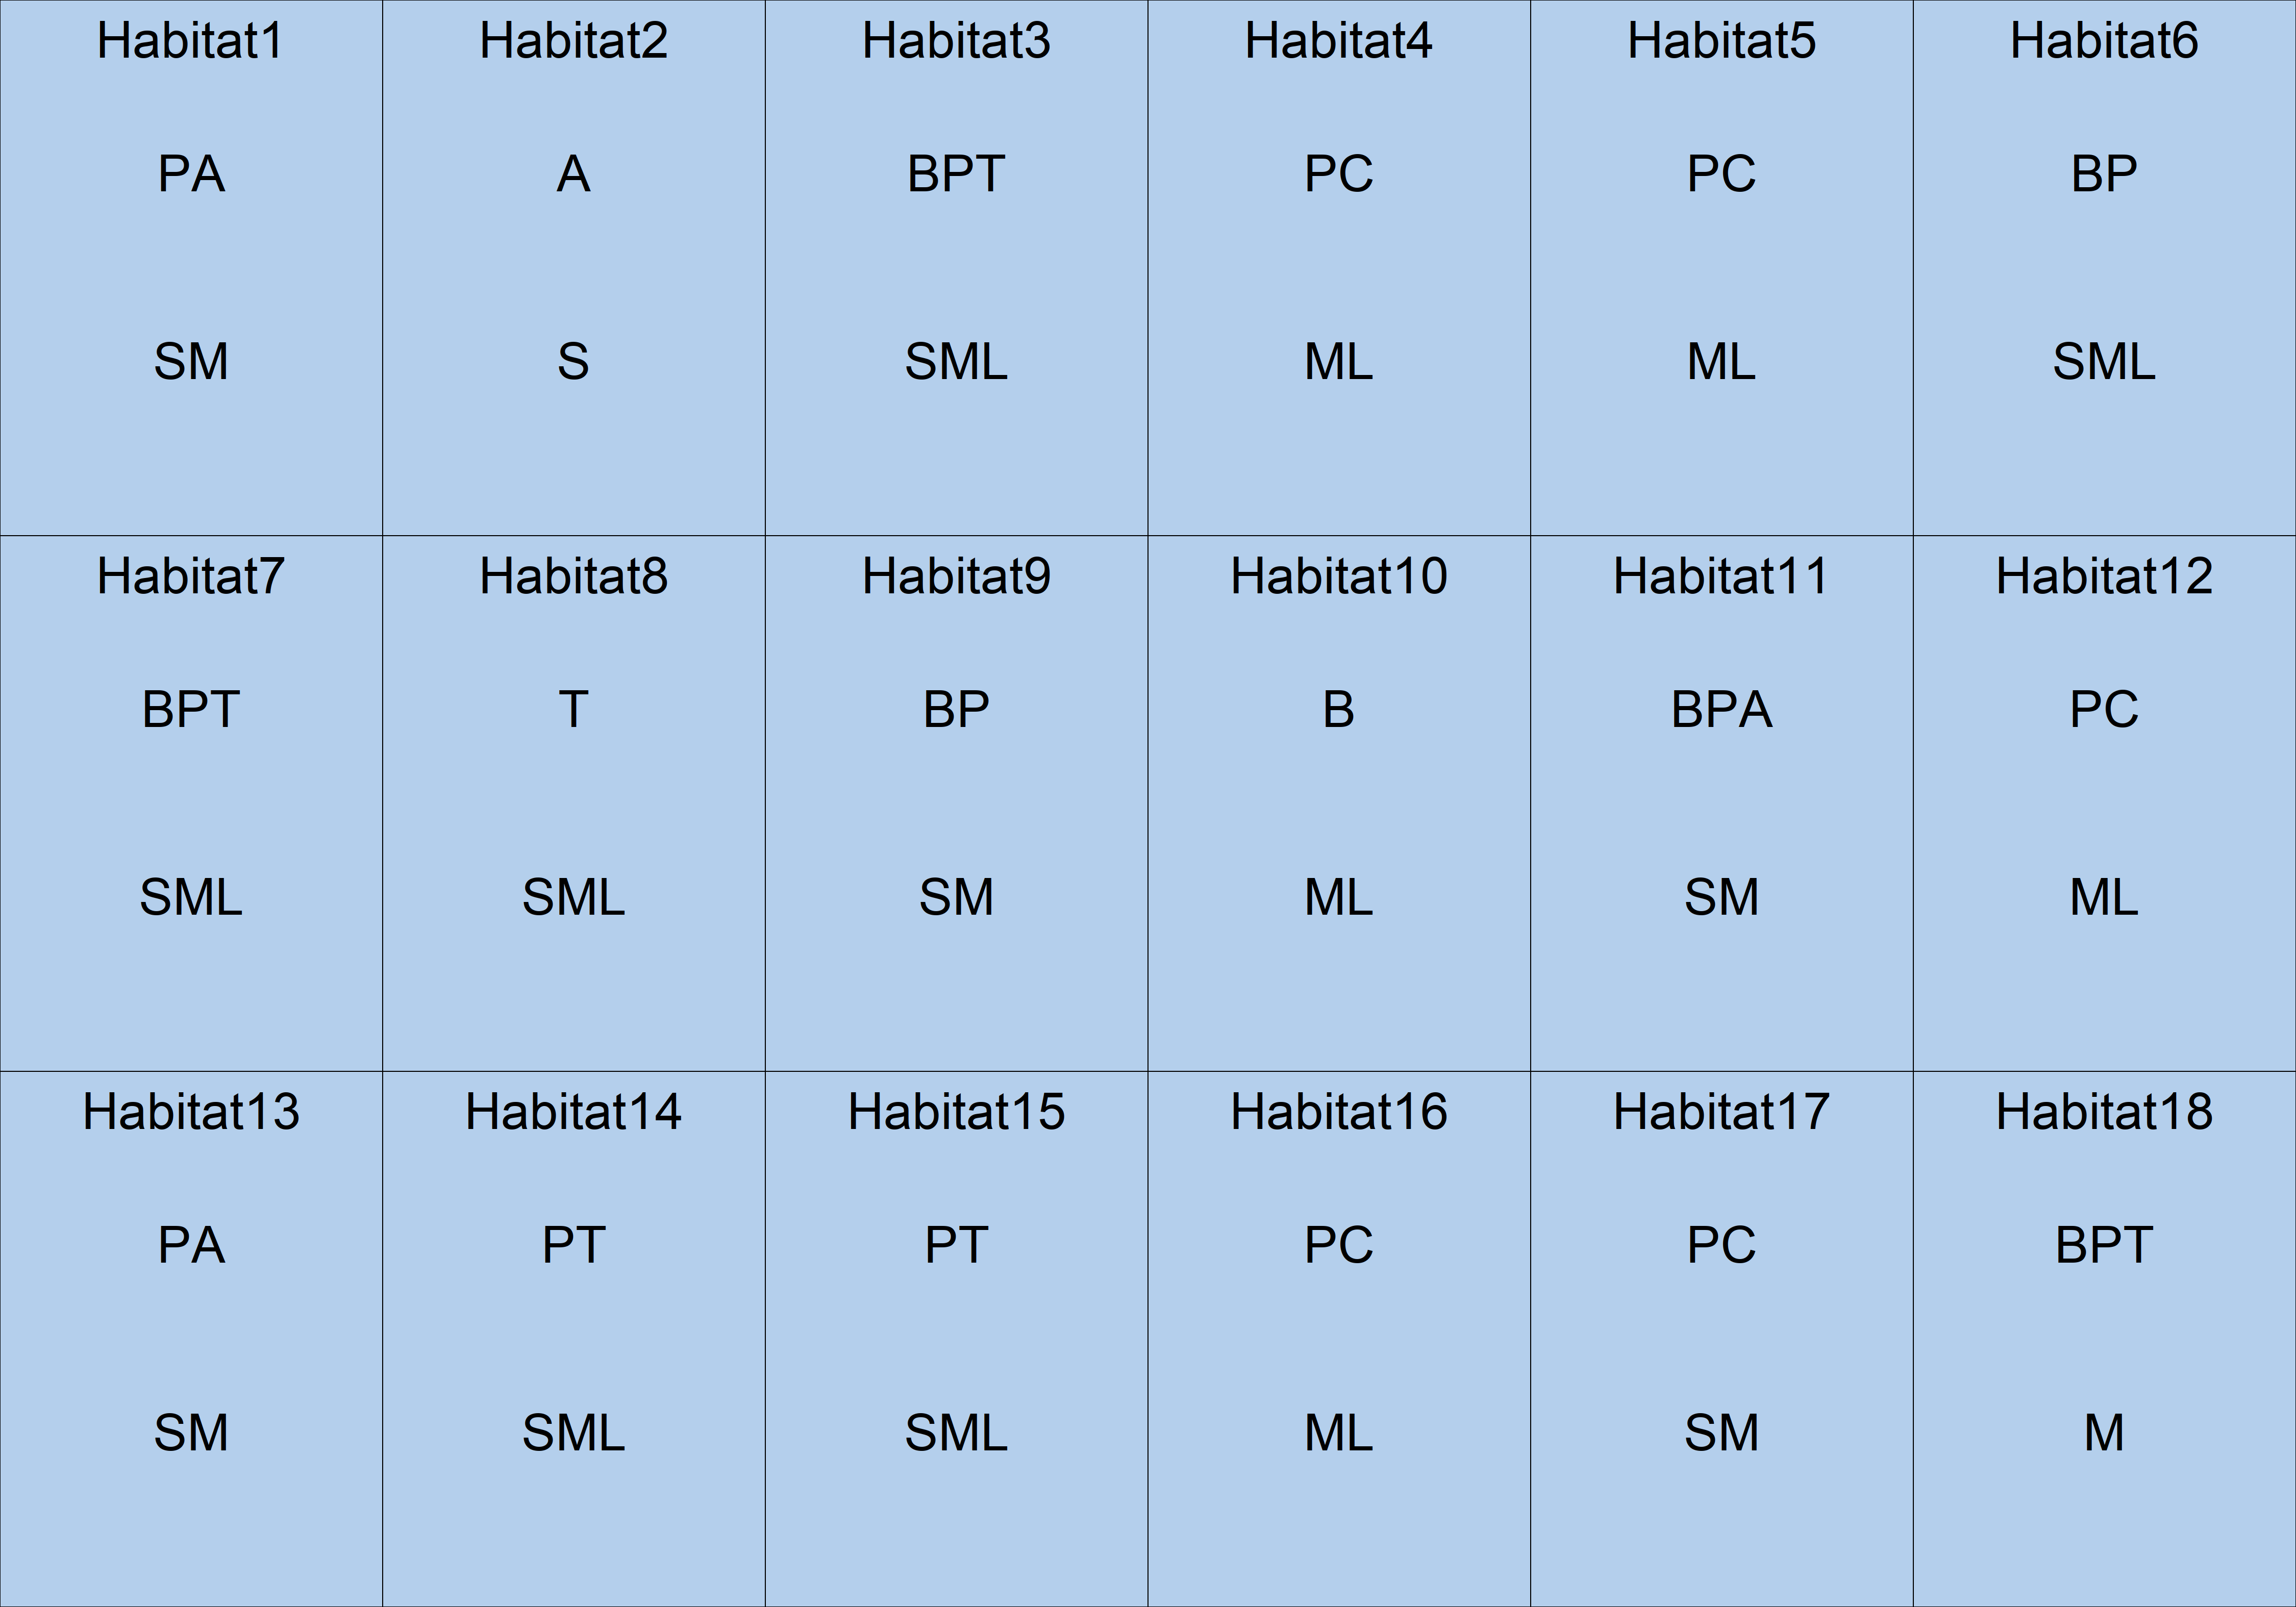 Habitat1
PA
SM
Habitat2
A
S
Habitat3
BPT
SML
Habitat4
PC
ML
Habitat5
PC
ML
Habitat6
BP
SML
Habitat7
BPT
SML
Habitat8
T
SML
Habitat9
BP
SM
Habitat10
B
ML
Habitat11
BPA
SM
Habitat12
PC
ML
Habitat13
PA
SM
Habitat14
PT
SML
Habitat15
PT
SML
Habitat16
PC
ML
Habitat17
PC
SM
Habitat18
BPT
M